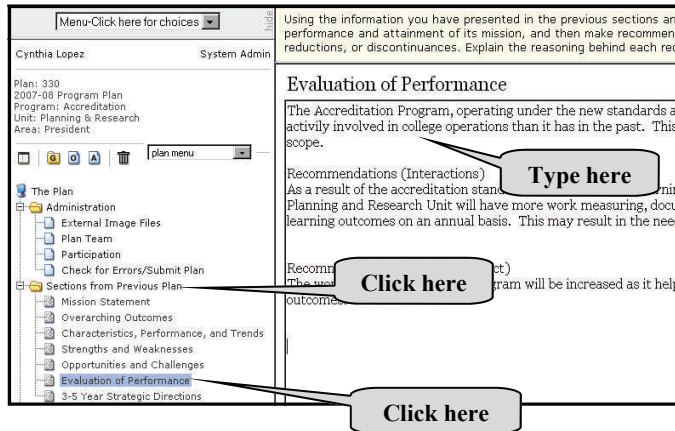 Menu-Click here for choices
hide
Cynthia Lopez System Admin
Plan: 330
2007-08 Program Plan
Program: Accreditation
Unit: Planning & Research
Area: President
G O A plan menu
The Plan
Administration
External Image Files
Plan Team
Participation
Check for Errors/Submit Plan
Sections from Previous Plan
Mission Statement
Overarching Outcomes
Characteristics, Performance, and Trends
Strengths and Weaknesses
Opportunities and Challenges
Evaluation of Performance
3-5 Year Strategic Directions
Using the information you have presented in the previous sections an
performance and attainment of its mission, and then make recommen
reductions, or discontinuances. Explain the reasoning behind each rec
Evaluation of Performance
The Accreditation Program, operating under the new standards a
activily involved in college operations than it has in the past. This
scope.
Type here
Recommendations (Interactions)
As a result of the accreditation stan
Planning and Research Unit will have more work measuring, docu
learning outcomes on an annual basis. This may result in the nee
Click here
Recomm ct)
The wor gram will be increased as it help
outcomes.
Click here